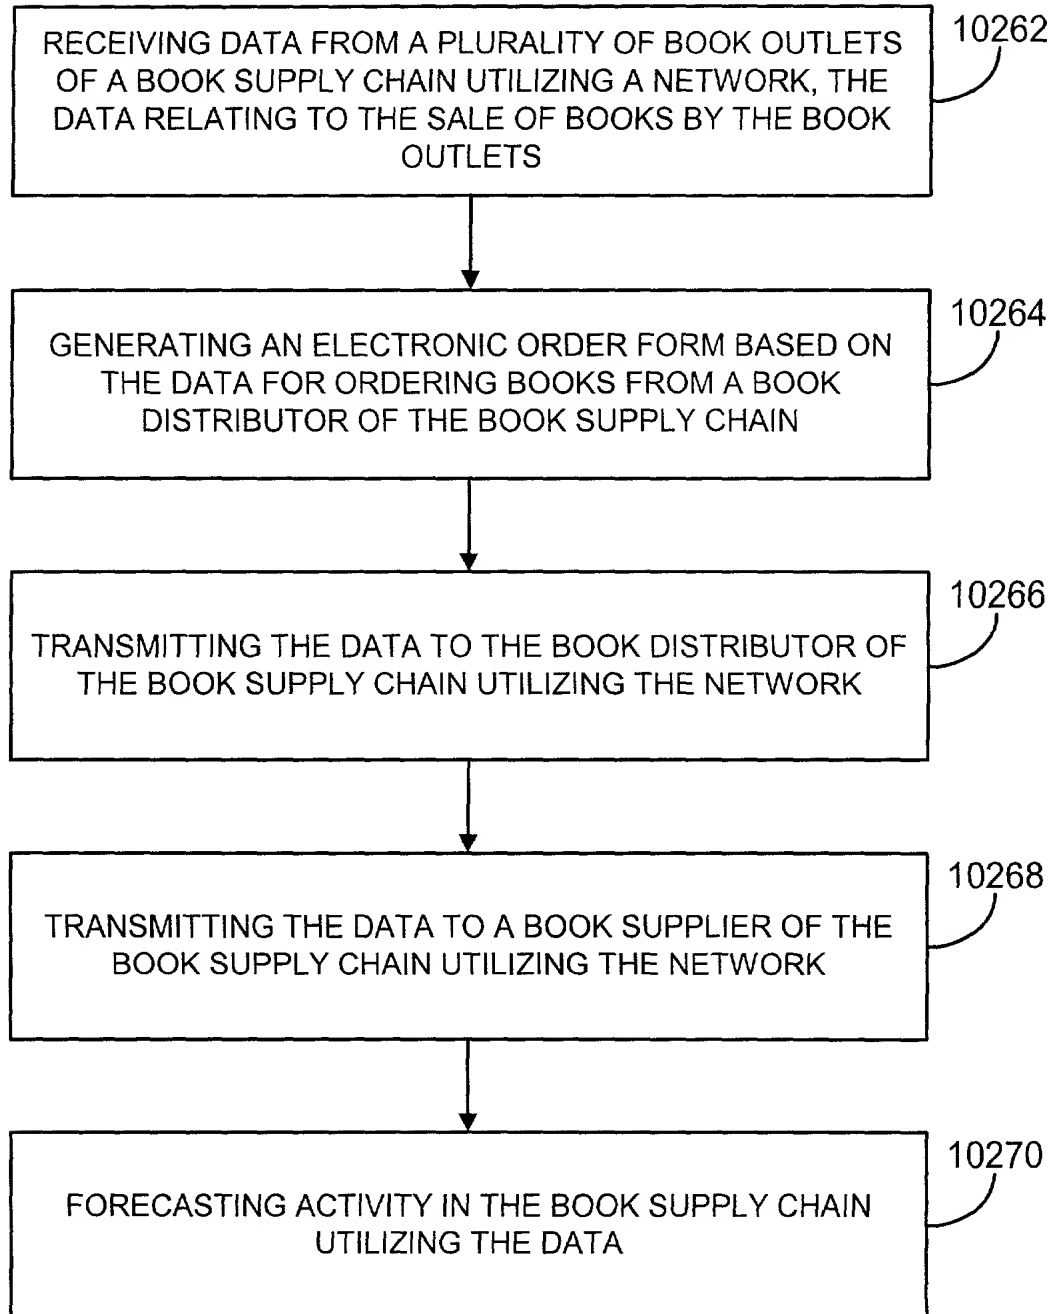 10262
RECEIVING DATA FROM A PLURALITY OF BOOK OUTLETS
OF A BOOK SUPPLY CHAIN UTILIZING A NETWORK, THE
DATA RELATING TO THE SALE OF BOOKS BY THE BOOK
OUTLETS
10264
GENERATING AN ELECTRONIC ORDER FORM BASED ON
THE DATA FOR ORDERING BOOKS FROM A BOOK
DISTRIBUTOR OF THE BOOK SUPPLY CHAIN
10266
TRANSMITTING THE DATA TO THE BOOK DISTRIBUTOR OF
THE BOOK SUPPLY CHAIN UTILIZING THE NETWORK
10268
TRANSMITTING THE DATA TO A BOOK SUPPLIER OF THE
BOOK SUPPLY CHAIN UTILIZING THE NETWORK
10270
FORECASTING ACTIVITY IN THE BOOK SUPPLY CHAIN
UTILIZING THE DATA